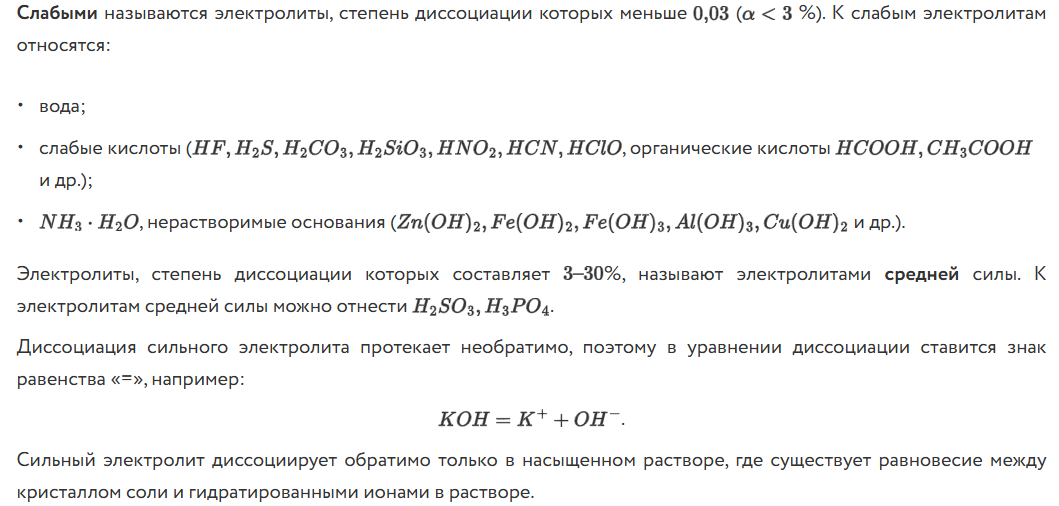 Слабыми называются электролиты, степень диссоциации которых меньше 0,03 (α < 3 %). К слабым электролитам
относятся:
• вода;
• слабые кислоты (HF, H₂S, H₂CO₃, H₂SiO₃, HNO₂, HCN, HClO, органические кислоты HCOOH, CH₃COOH
и др.);
• NH₃ · H₂O, нерастворимые основания (Zn(OH)₂, Fe(OH)₂, Fe(OH)₃, Al(OH)₃, Cu(OH)₂ и др.).
Электролиты, степень диссоциации которых составляет 3–30%, называют электролитами средней силы. К
электролитам средней силы можно отнести H₂SO₃, H₃PO₄.
Диссоциация сильного электролита протекает необратимо, поэтому в уравнении диссоциации ставится знак
равенства «=», например:
KOH = K⁺ + OH⁻.
Сильный электролит диссоциирует обратимо только в насыщенном растворе, где существует равновесие между
кристаллом соли и гидратированными ионами в растворе.